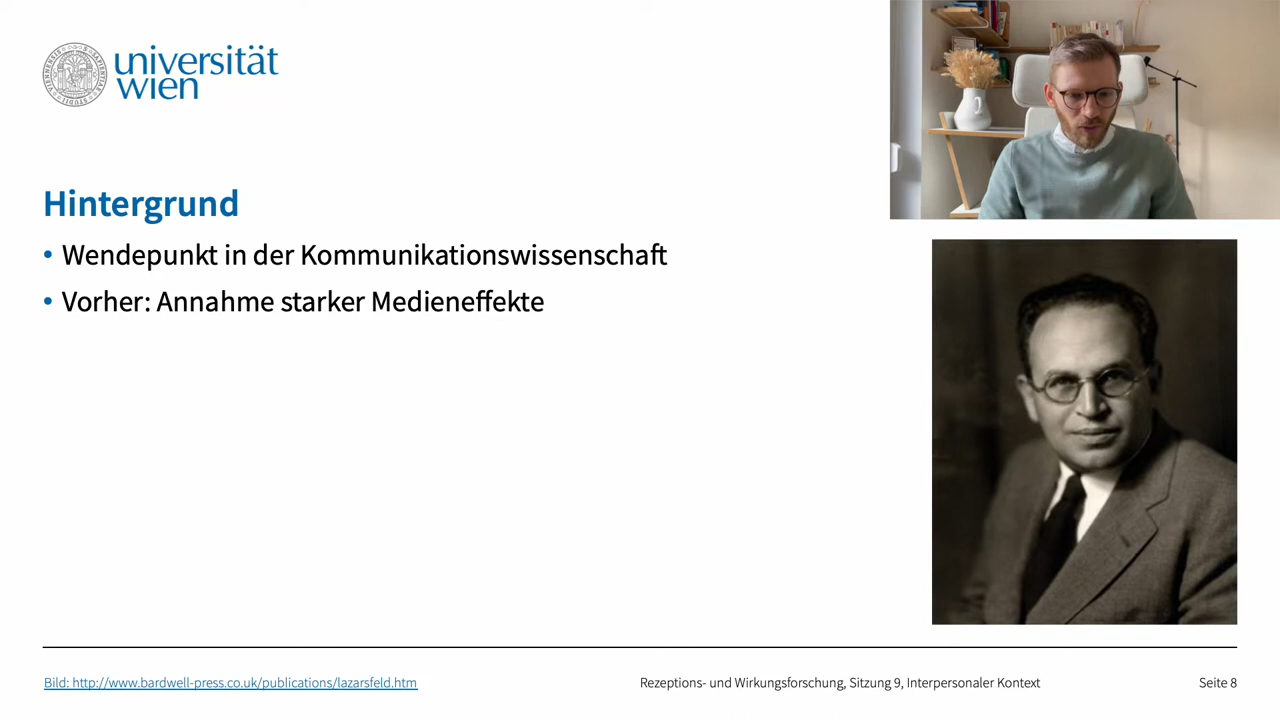 universität
wien
Hintergrund
• Wendepunkt in der Kommunikationswissenschaft
• Vorher: Annahme starker Medieneffekte
Bild: http://www.bardwell-press.co.uk/publications/lazarsfeld.htm
Rezeptions- und Wirkungsforschung, Sitzung 9, Interpersonaler Kontext
Seite 8